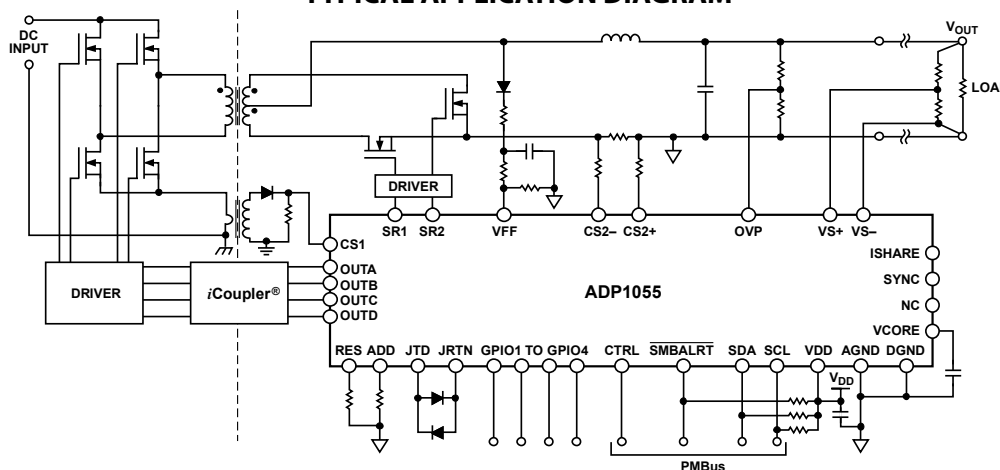 TYPICAL APPLICATION DIAGRAM
DC
INPUT
VOUT
LOA
DRIVER
SR1 SR2 VFF CS2– CS2+ OVP VS+ VS–
CS1
OUTA
OUTB
OUTC
OUTD
DRIVER
iCoupler®
ADP1055
ISHARE
SYNC
NC
VCORE
RES ADD JTD JRTN GPIO1 TO GPIO4 CTRL SMBALRT SDA SCL VDD AGND DGND
VDD
PMBus